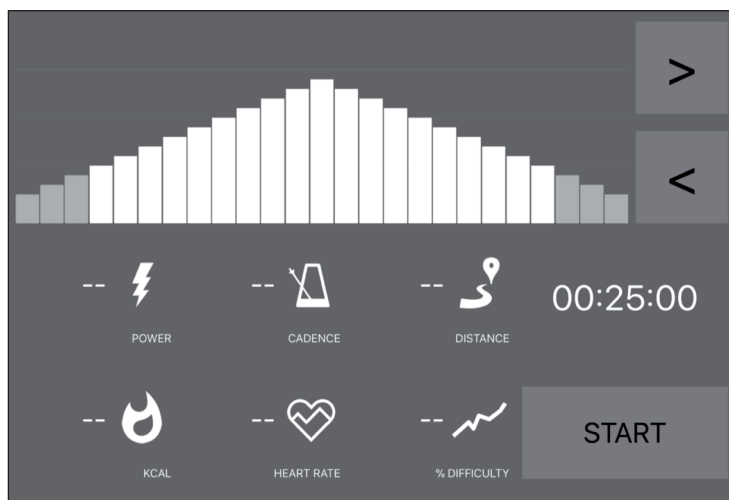 >
<
-- -- -- 00:25:00
POWER CADENCE DISTANCE
-- -- -- START
KCAL HEART RATE % DIFFICULTY